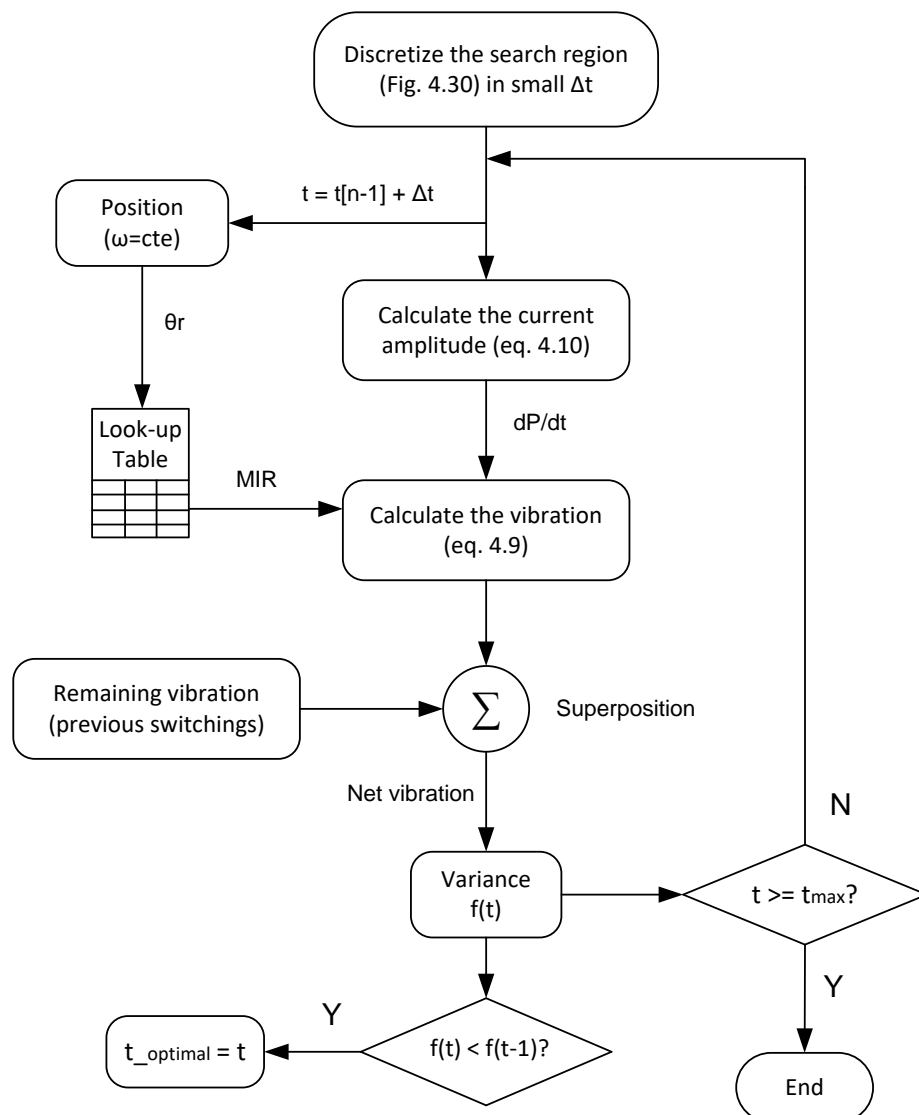 Discretize the search region
(Fig. 4.30) in small Δt
t = t[n-1] + Δt
Position
(ω=cte)
Calculate the current
amplitude (eq. 4.10)
θr
dP/dt
Look-up
Table
MIR
Calculate the vibration
(eq. 4.9)
Remaining vibration
(previous switchings)
∑
Superposition
Net vibration
N
Variance
f(t)
t >= tmax?
Y
Y
f(t) < f(t-1)?
t_optimal = t
End